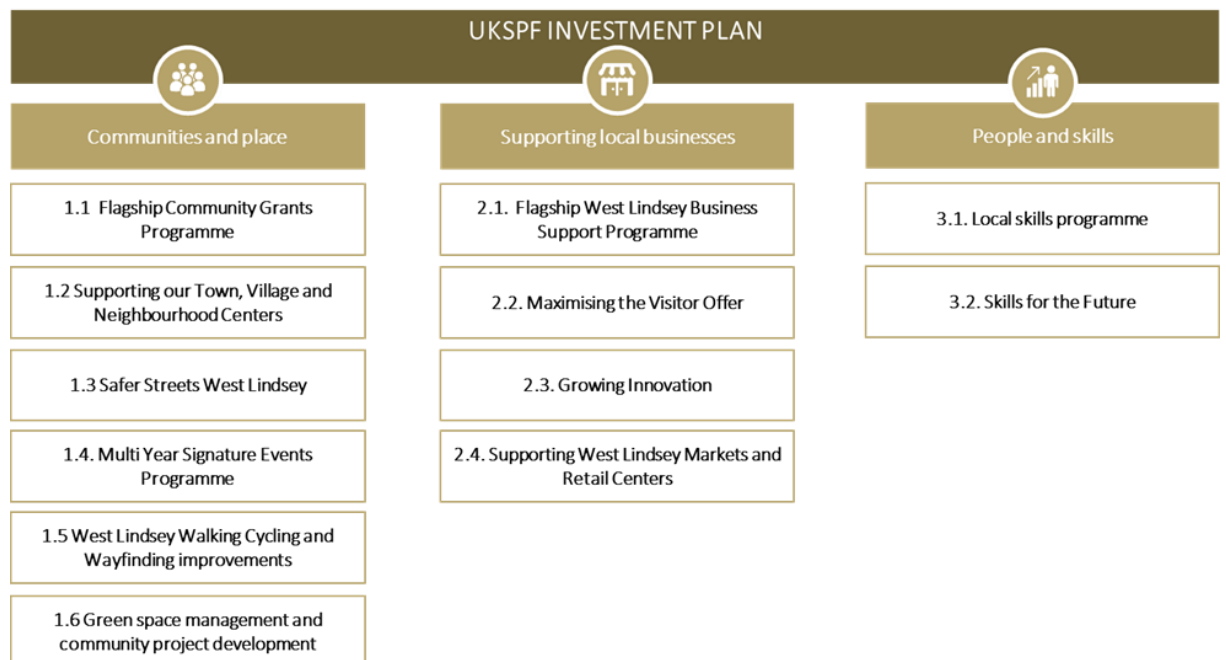 UKSPF INVESTMENT PLAN
Communities and place
1.1 Flagship Community Grants
Programme
1.2 Supporting our Town, Village and
Neighbourhood Centers
1.3 Safer Streets West Lindsey
1.4. Multi Year Signature Events
Programme
1.5 West Lindsey Walking Cycling and
Wayfinding improvements
1.6 Green space management and
community project development
Supporting local businesses
2.1. Flagship West Lindsey Business
Support Programme
2.2. Maximising the Visitor Offer
2.3. Growing Innovation
2.4. Supporting West Lindsey Markets and
Retail Centers
People and skills
3.1. Local skills programme
3.2. Skills for the Future